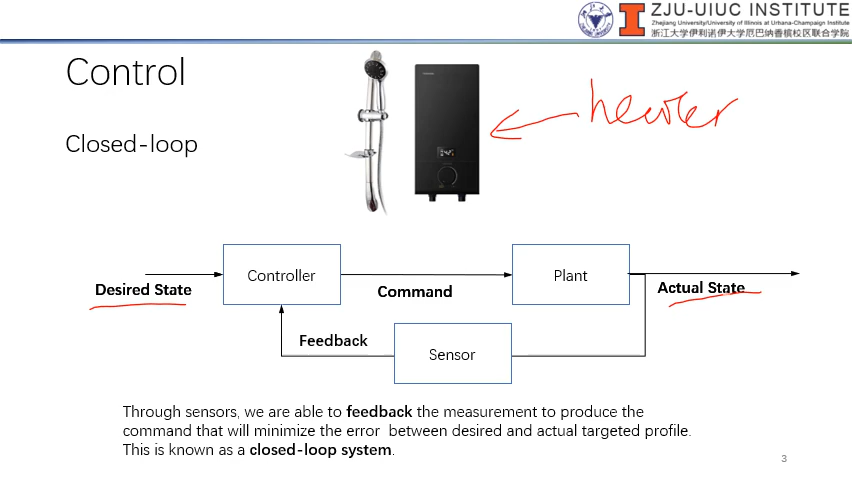 ZJU-UIUC INSTITUTE
Zhejiang University/University of Illinois at Urbana-Champaign Institute
浙江大学伊利诺伊大学厄巴纳香槟校区联合学院
Control
heater
Closed-loop
Controller
Plant
Desired State
Command
Actual State
Feedback
Sensor
Through sensors, we are able to feedback the measurement to produce the
command that will minimize the error between desired and actual targeted profile.
This is known as a closed-loop system.
3